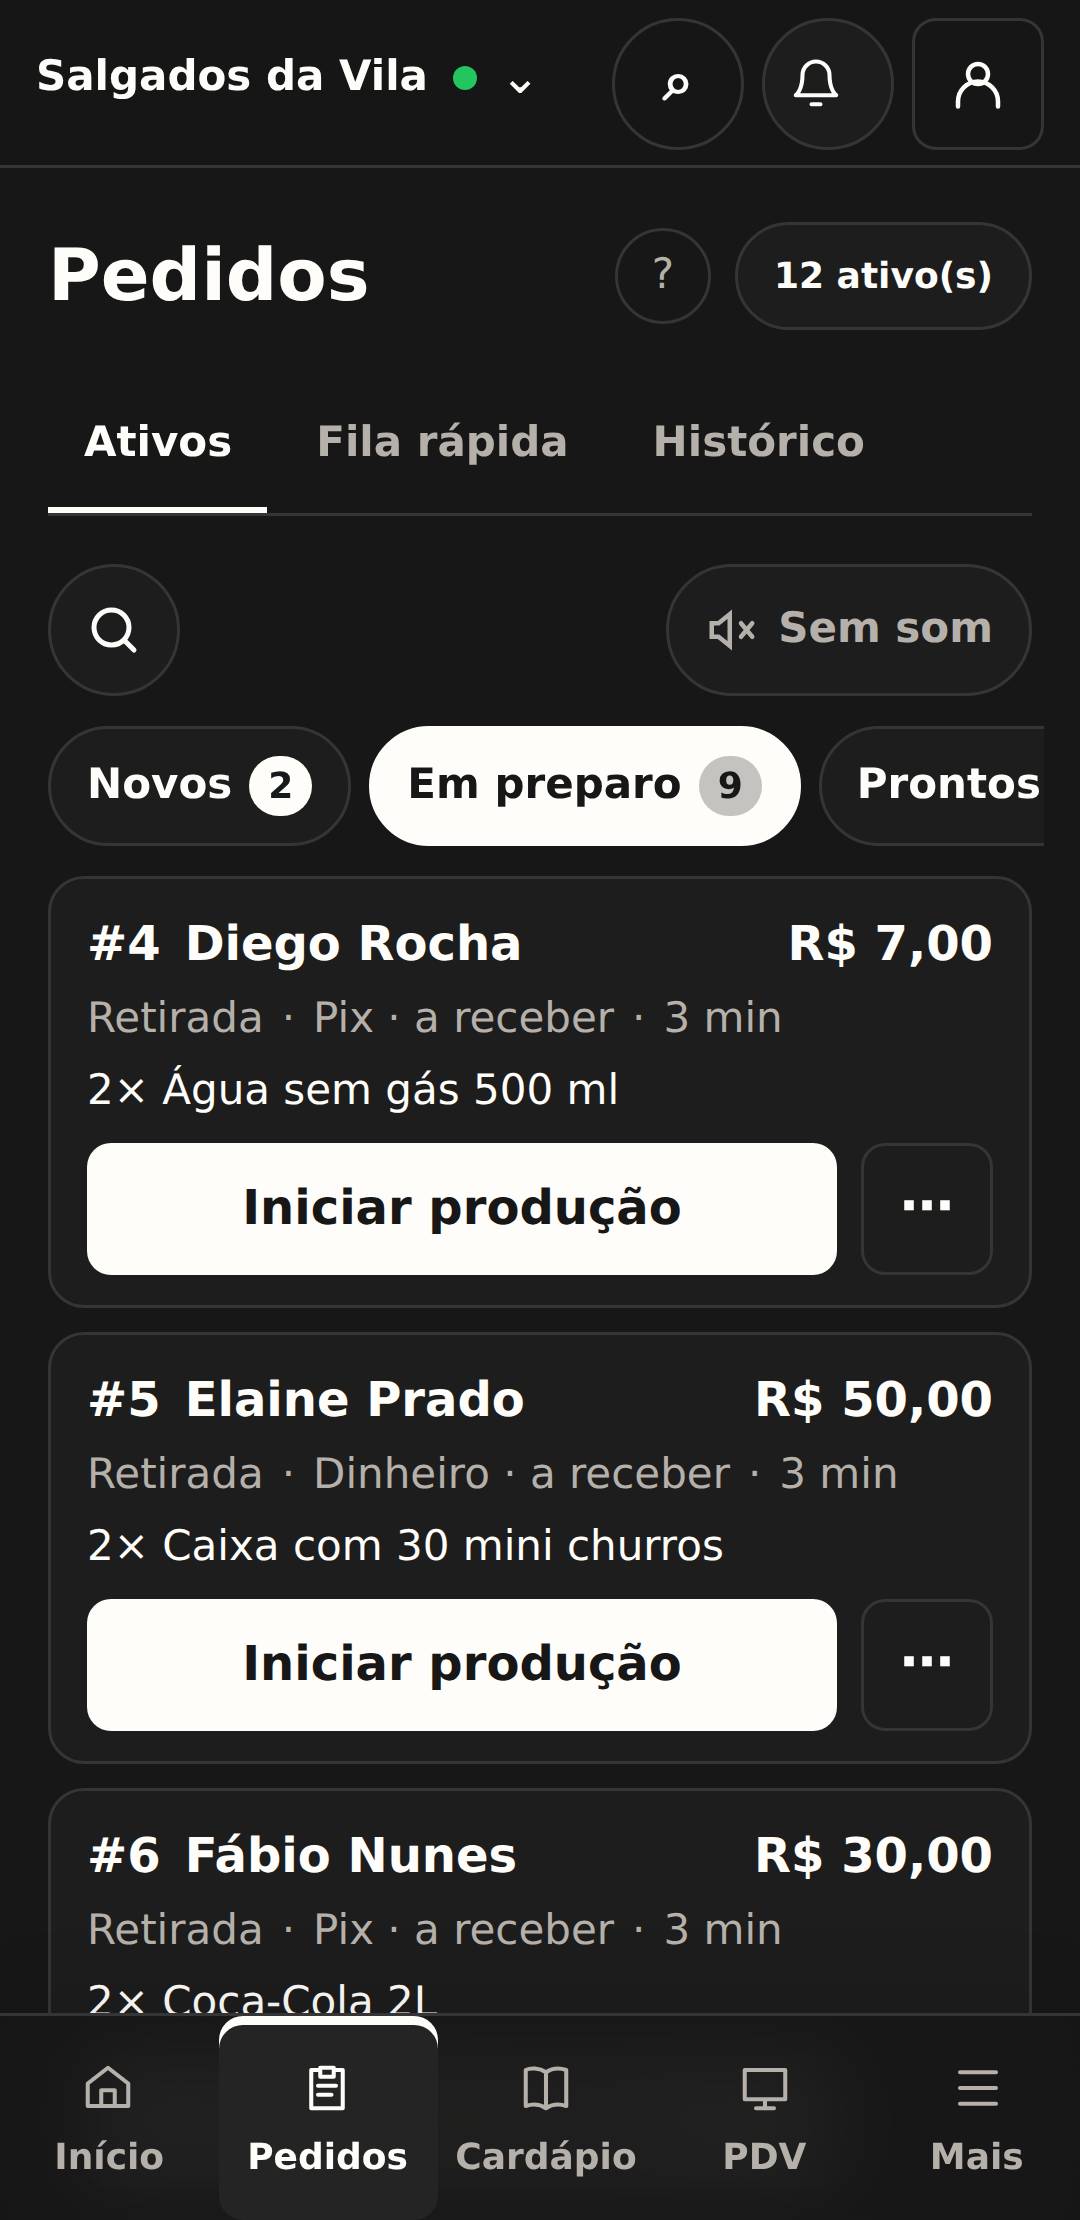 Salgados da Vila
Pedidos
?
12 ativo(s)
Ativos
Fila rápida
Histórico
Sem som
Novos 2
Em preparo 9
Prontos
#4 Diego Rocha
R$ 7,00
Retirada · Pix · a receber · 3 min
2× Água sem gás 500 ml
Iniciar produção
...
#5 Elaine Prado
R$ 50,00
Retirada · Dinheiro · a receber · 3 min
2× Caixa com 30 mini churros
Iniciar produção
...
#6 Fábio Nunes
R$ 30,00
Retirada · Pix · a receber · 3 min
2× Coca-Cola 2L
Início
Pedidos
Cardápio
PDV
Mais